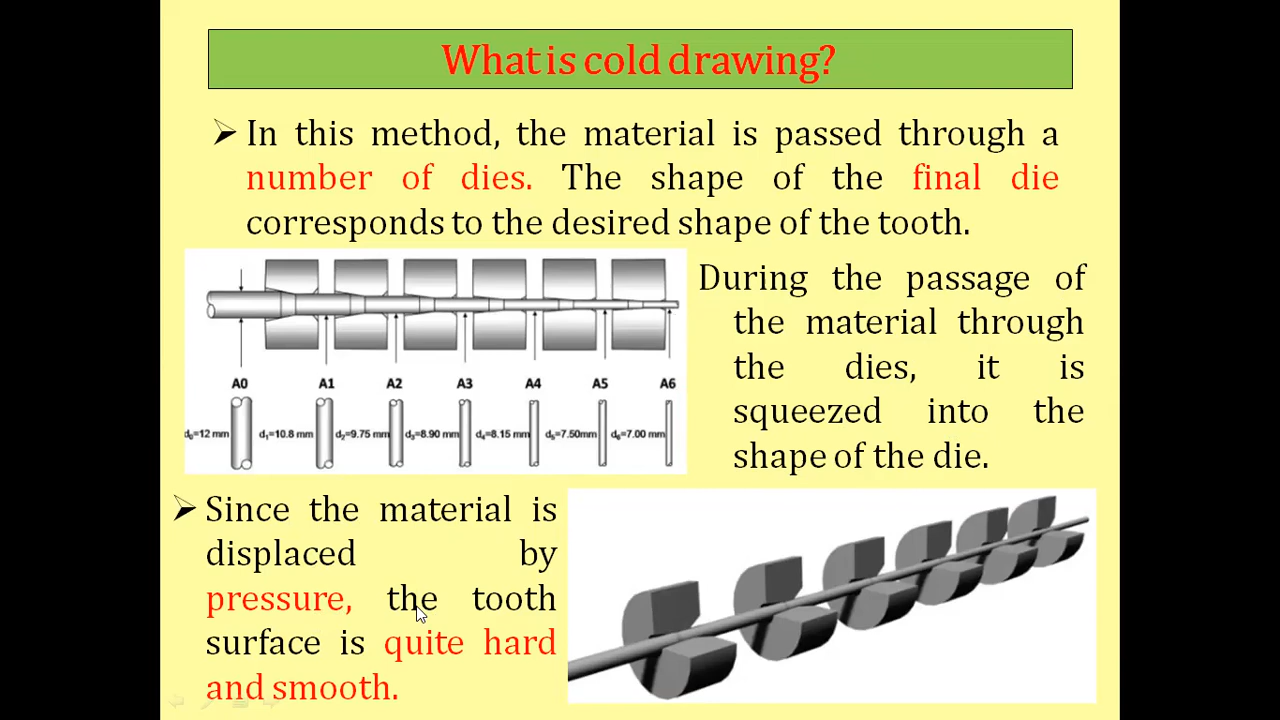 What is cold drawing?
➢ In this method, the material is passed through a
number of dies. The shape of the final die
corresponds to the desired shape of the tooth.
During the passage of
the material through
the dies, it is
squeezed into the
shape of the die.
A0 A1 A2 A3 A4 A5 A6
d₀=12 mm d₁=10.8 mm d₂=9.75 mm d₃=8.90 mm d₄=8.15 mm d₅=7.50mm d₆=7.00 mm
➢ Since the material is
displaced by
pressure, the tooth
surface is quite hard
and smooth.